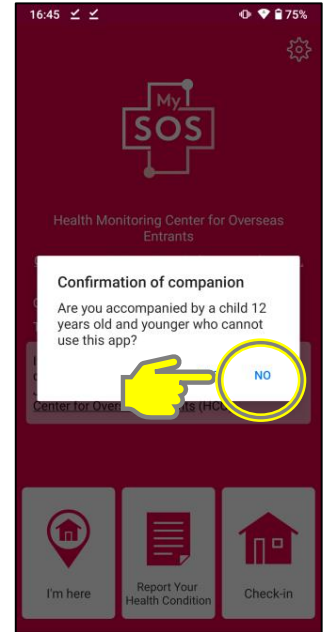 16:45
75%
My
SOS
Health Monitoring Center for Overseas
Entrants
Confirmation of companion
Are you accompanied by a child 12
years old and younger who cannot
use this app?
NO
Center for Over
ts (HCO
I'm here
Report Your
Health Condition
Check-in